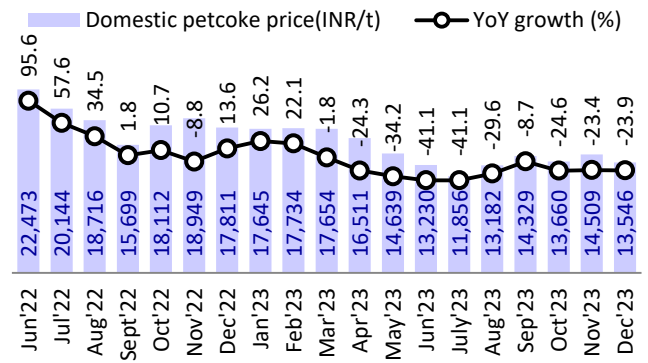 Domestic petcoke price(INR/t) YoY growth (%)
95.6 57.6 34.5 1.8 10.7 -8.8 13.6 26.2 22.1 -1.8 -24.3 -34.2 -41.1 -41.1 -29.6 -8.7 -24.6 -23.4 -23.9
22,473 20,144 18,716 15,699 18,112 18,949 17,811 17,645 17,734 17,654 16,511 14,639 13,230 11,856 13,182 14,329 13,660 14,509 13,546
Jun'22 Jul'22 Aug'22 Sept'22 Oct'22 Nov'22 Dec'22 Jan'23 Feb'23 Mar'23 Apr'23 May'23 Jun'23 July'23 Aug'23 Sep'23 Oct'23 Nov'23 Dec'23